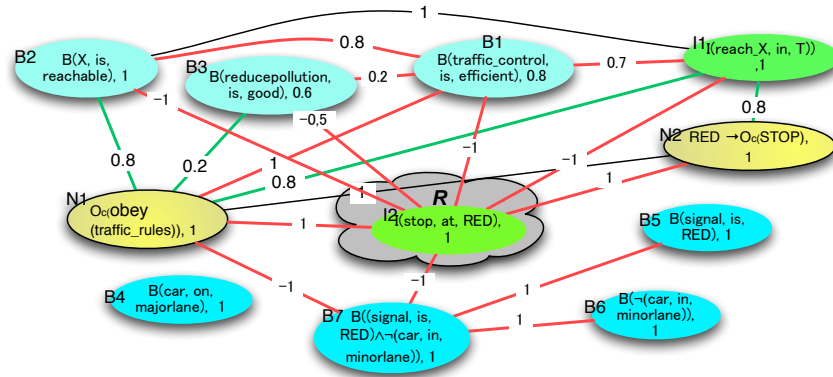 1
B2
B(X, is,
reachable), 1
0.8
B1
B(traffic_control,
is, efficient), 0.8
I1
I(reach_X, in, T))
,1
B3
B(reducepollution,
is, good), 0.6
0.2
0.7
−1
−0,5
−1
0.8
N2
RED →Oc(STOP),
1
0.8
0.2
1
0.8
−1
1
1
N1
Oc(obey
(traffic_rules)), 1
R
I2
I(stop, at, RED),
1
1
B5
B(signal, is,
RED), 1
−1
−1
1
B4
B(car, on,
majorlane), 1
B7
B((signal, is,
RED)∧¬(car, in,
minorlane)), 1
1
B6
B(¬(car, in,
minorlane)),
1